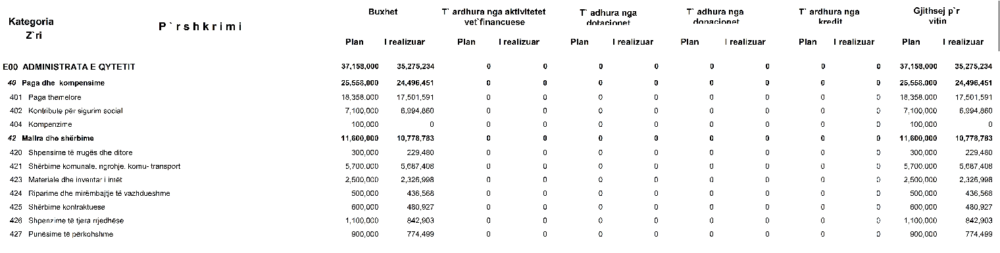 Kategoria Z`ri P`rshkrimi Buxhet T` ardhura nga aktivitetet vet`financuese T` adhura nga dotacionet T` adhura nga donacionet T` ardhura nga kredit Gjithsej p`r vitin
Plan I realizuar Plan I realizuar Plan I realizuar Plan I realizuar Plan I realizuar Plan I realizuar
E00 ADMINISTRATA E QYTETIT 37,158,000 35,275,234 0 0 0 0 0 0 0 0 37,158,000 35,275,234
40 Paga dhe kompensime 25,558,000 24,496,451 0 0 0 0 0 0 0 0 25,558,000 24,496,451
401 Paga themelore 18,358,000 17,501,591 0 0 0 0 0 0 0 0 18,358,000 17,501,591
402 Kontribute për sigurim social 7,100,000 6,994,860 0 0 0 0 0 0 0 0 7,100,000 6,994,860
404 Kompenzime 100,000 0 0 0 0 0 0 0 0 0 100,000 0
42 Mallra dhe shërbime 11,600,000 10,778,783 0 0 0 0 0 0 0 0 11,600,000 10,778,783
420 Shpensime të rrugës dhe ditore 300,000 229,480 0 0 0 0 0 0 0 0 300,000 229,480
421 Shërbime komunale, ngrohje, komu- transport 5,700,000 5,687,408 0 0 0 0 0 0 0 0 5,700,000 5,687,408
423 Materiale dhe inventar i imët 2,500,000 2,326,998 0 0 0 0 0 0 0 0 2,500,000 2,326,998
424 Riparime dhe mirëmbajtje të vazhdueshme 500,000 436,568 0 0 0 0 0 0 0 0 500,000 436,568
425 Shërbime kontraktuese 600,000 480,927 0 0 0 0 0 0 0 0 600,000 480,927
426 Shpenzime të tjera rrjedhëse 1,100,000 842,903 0 0 0 0 0 0 0 0 1,100,000 842,903
427 Punësime të përkohshme 900,000 774,499 0 0 0 0 0 0 0 0 900,000 774,499